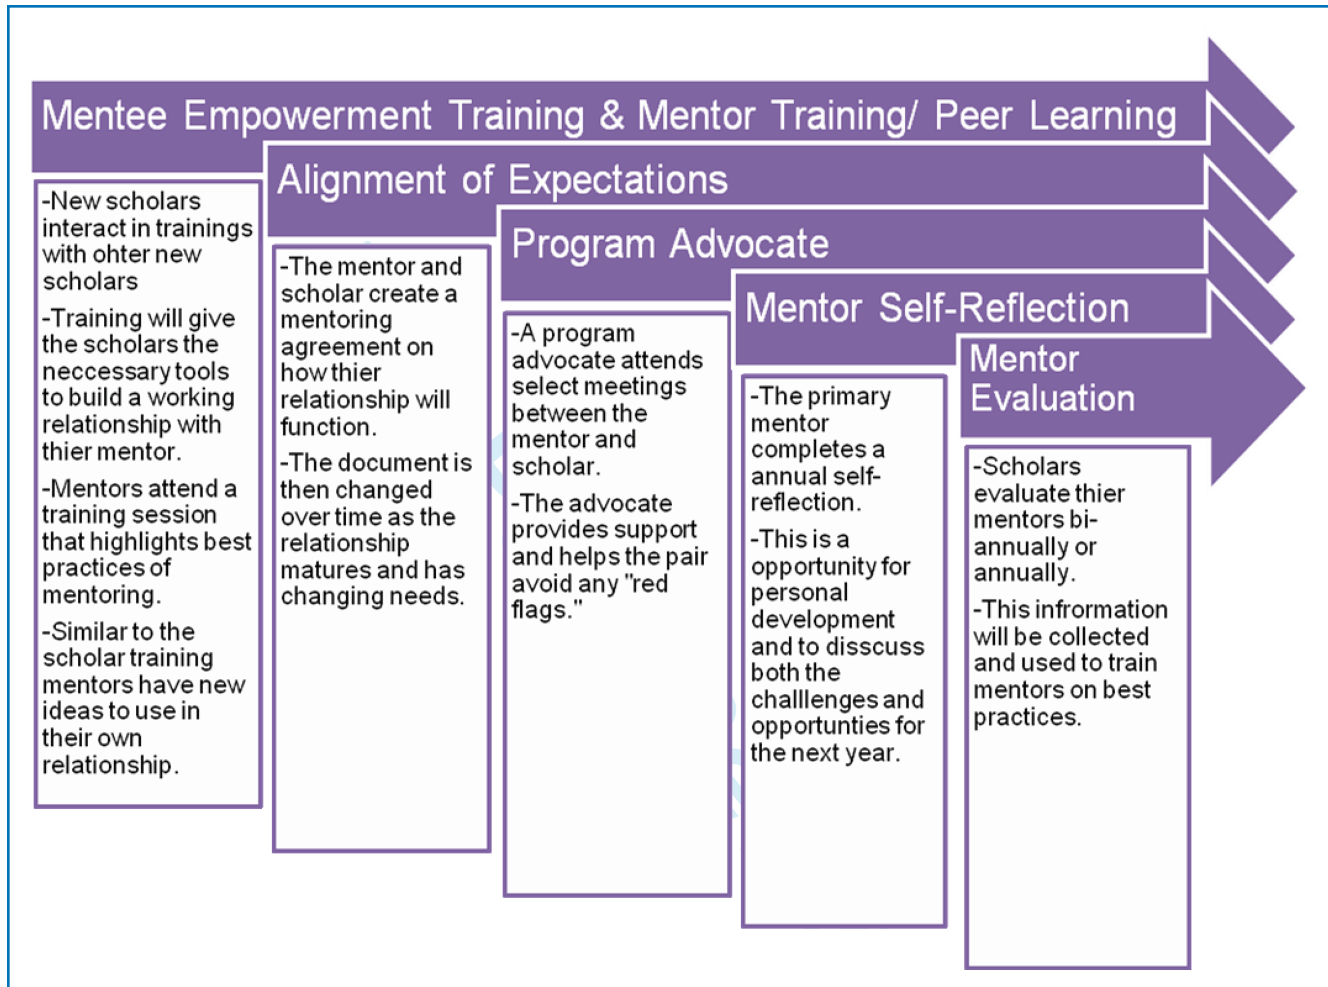 Mentee Empowerment Training & Mentor Training/ Peer Learning
-New scholars
interact in trainings
with ohter new
scholars
-Training will give
the scholars the
neccessary tools
to build a working
relationship with
thier mentor.
-Mentors attend a
training session
that highlights best
practices of
mentoring.
-Similar to the
scholar training
mentors have new
ideas to use in
their own
relationship.
Alignment of Expectations
-The mentor and
scholar create a
mentoring
agreement on
how thier
relationship will
function.
-The document is
then changed
over time as the
relationship
matures and has
changing needs.
Program Advocate
-A program
advocate attends
select meetings
between the
mentor and
scholar.
-The advocate
provides support
and helps the pair
avoid any "red
flags."
Mentor Self-Reflection
-The primary
mentor
completes a
annual self-
reflection.
-This is a
opportunity for
personal
development
and to disscuss
both the
challlenges and
opportunties for
the next year.
Mentor
Evaluation
-Scholars
evaluate thier
mentors bi-
annually or
annually.
-This infrormation
will be collected
and used to train
mentors on best
practices.